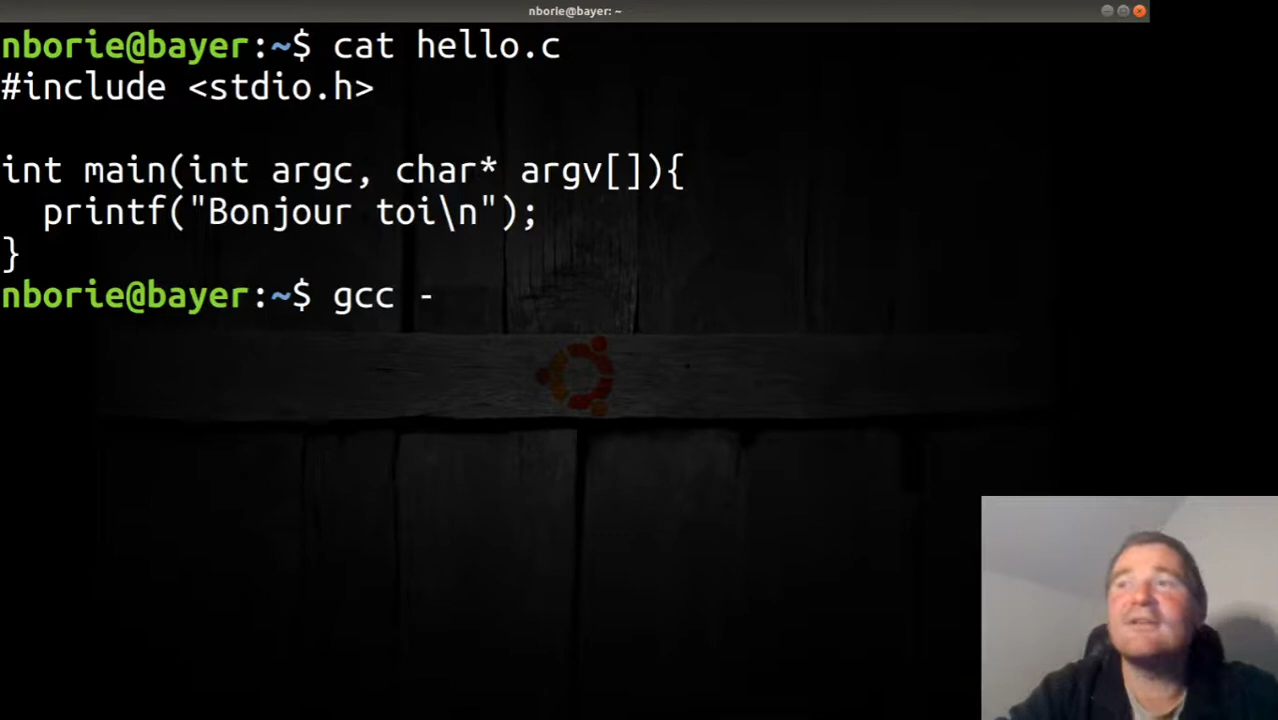 nborie@bayer: ~
nborie@bayer:~$ cat hello.c
#include <stdio.h>
int main(int argc, char* argv[]){
  printf("Bonjour toi\n");
}
nborie@bayer:~$ gcc -